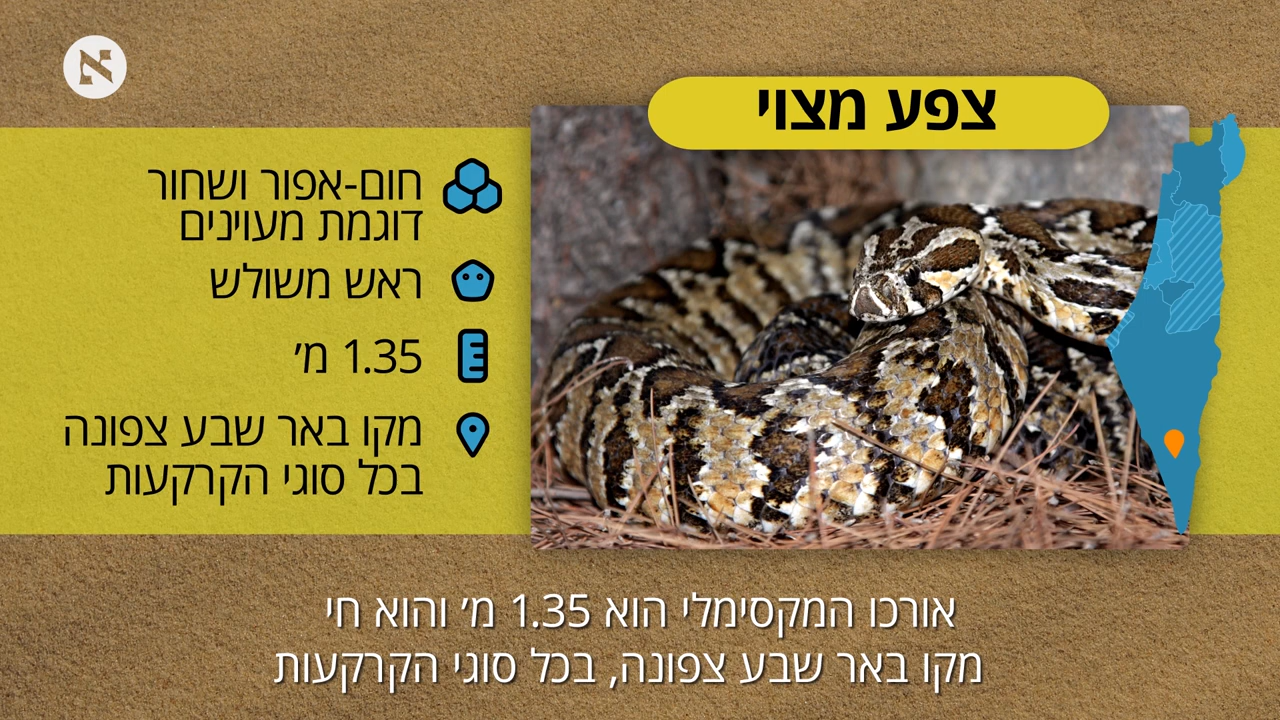 א
צפע מצוי
חום-אפור ושחור
דוגמת מעוינים
ראש משולש
1.35 מ׳
מקו באר שבע צפונה
בכל סוגי הקרקעות
אורכו המקסימלי הוא 1.35 מ׳ והוא חי
מקו באר שבע צפונה, בכל סוגי הקרקעות